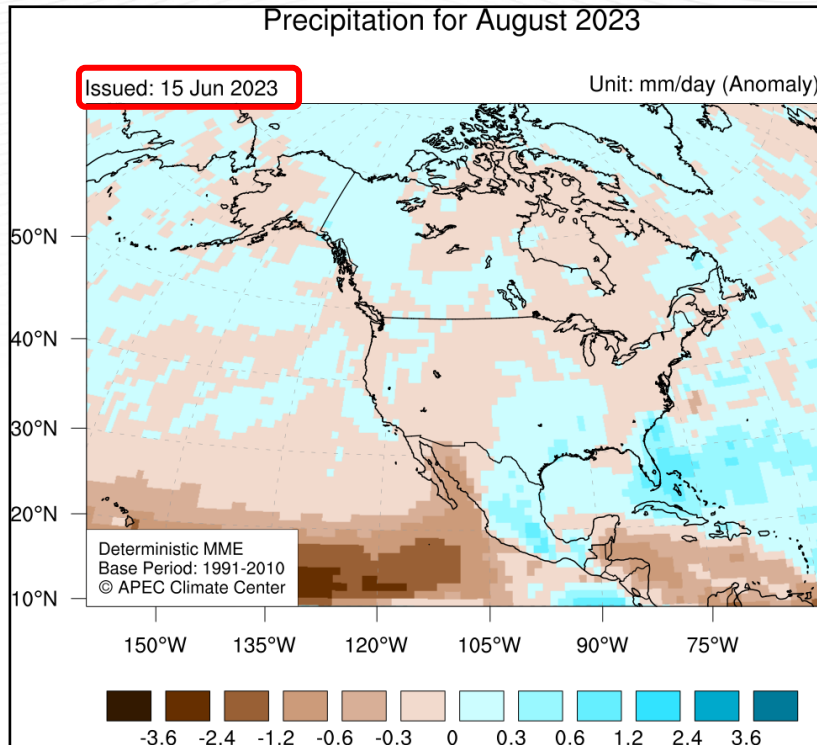 Precipitation for August 2023
Issued: 15 Jun 2023
Unit: mm/day (Anomaly)
50°N
40°N
30°N
20°N
10°N
Deterministic MME
Base Period: 1991-2010
© APEC Climate Center
150°W 135°W 120°W 105°W 90°W 75°W
-3.6 -2.4 -1.2 -0.6 -0.3 0 0.3 0.6 1.2 2.4 3.6